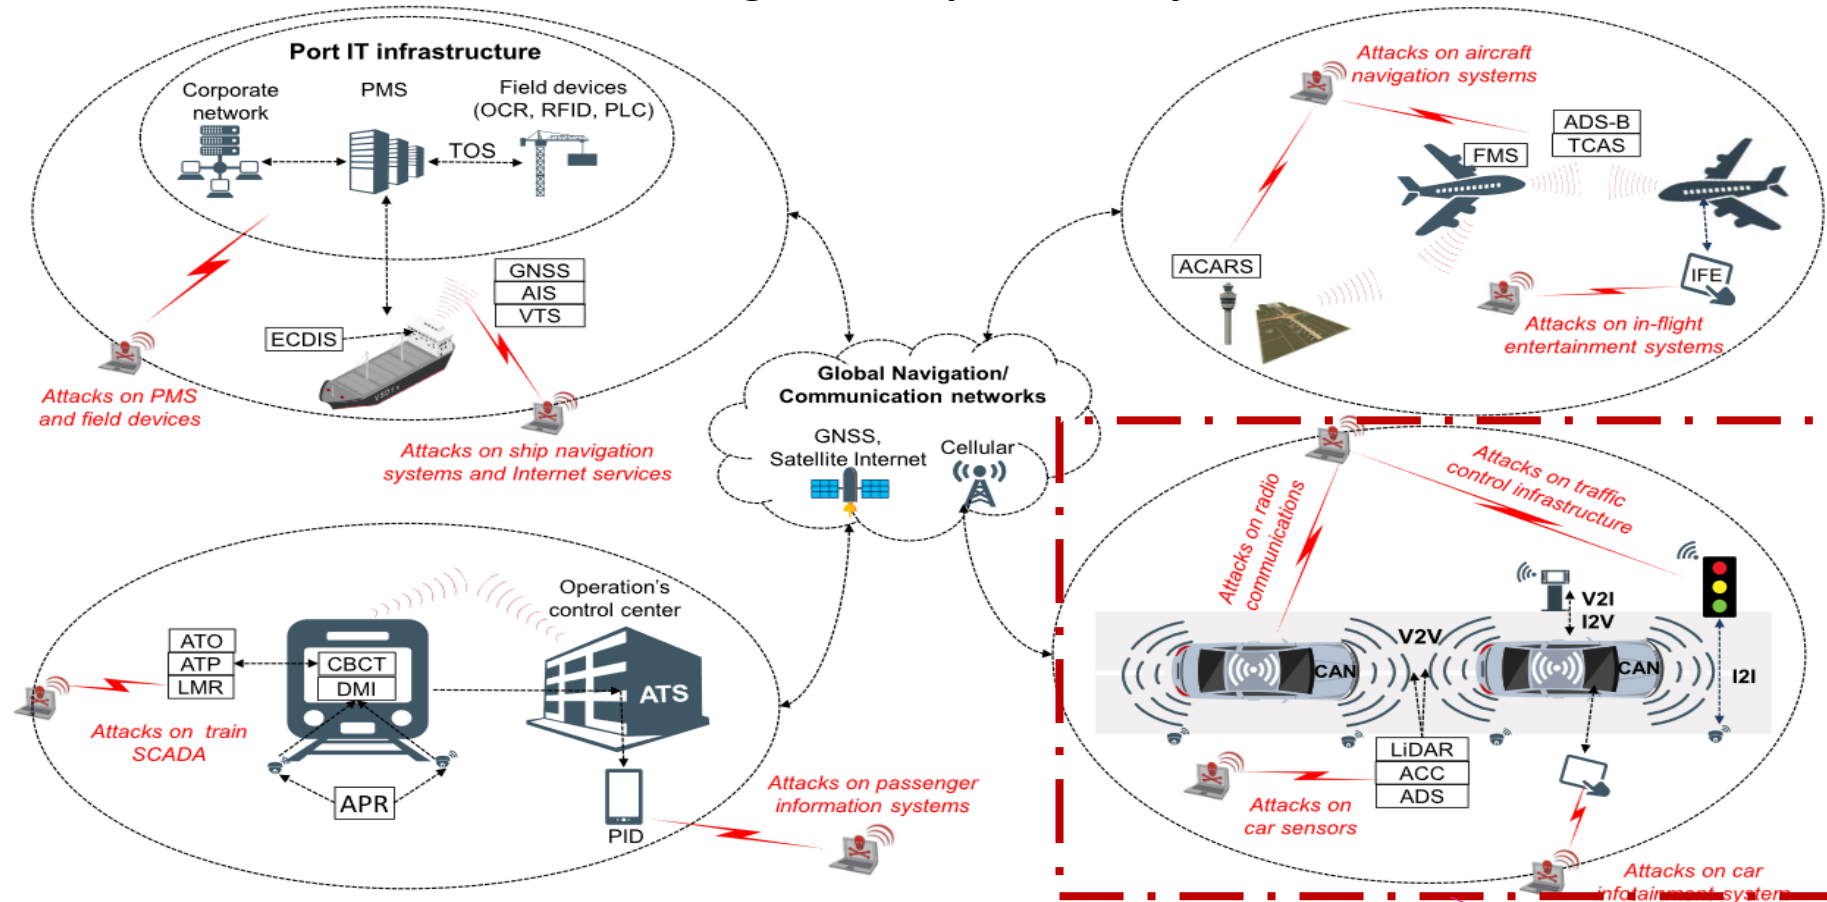 Port IT infrastructure
Corporate
network
PMS
Field devices
(OCR, RFID, PLC)
TOS
GNSS
AIS
VTS
ECDIS
Attacks on PMS
and field devices
Attacks on ship navigation
systems and Internet services
Attacks on aircraft
navigation systems
ADS-B
TCAS
FMS
ACARS
IFE
Attacks on in-flight
entertainment systems
Global Navigation/
Communication networks
GNSS,
Satellite Internet
Cellular
Operation's
control center
ATO
ATP
LMR
CBCT
DMI
ATS
Attacks on train
SCADA
APR
PID
Attacks on passenger
information systems
Attacks on radio
communications
Attacks on traffic
control infrastructure
V2I
I2V
V2V
CAN
CAN
I2I
LiDAR
ACC
ADS
Attacks on
car sensors
Attacks on car
infotainment system